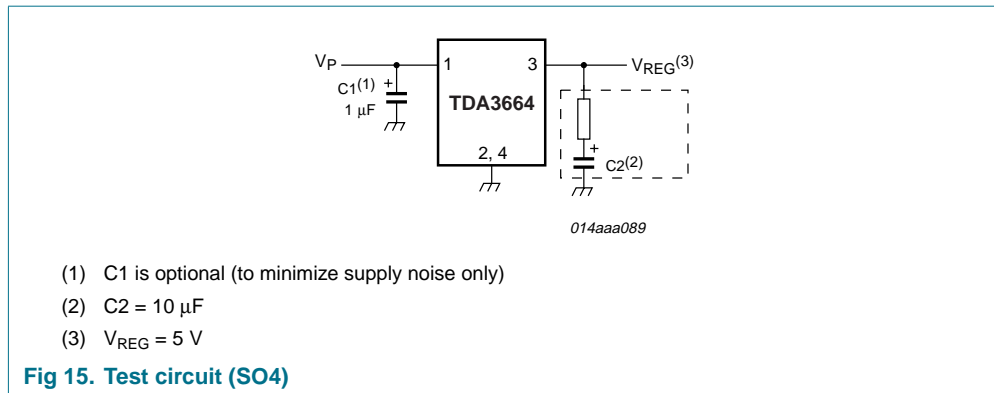 VP
1
3
VREG(3)
C1(1)
+
1 μF
TDA3664
2, 4
+
C2(2)
014aaa089
(1) C1 is optional (to minimize supply noise only)
(2) C2 = 10 μF
(3) VREG = 5 V
Fig 15. Test circuit (SO4)